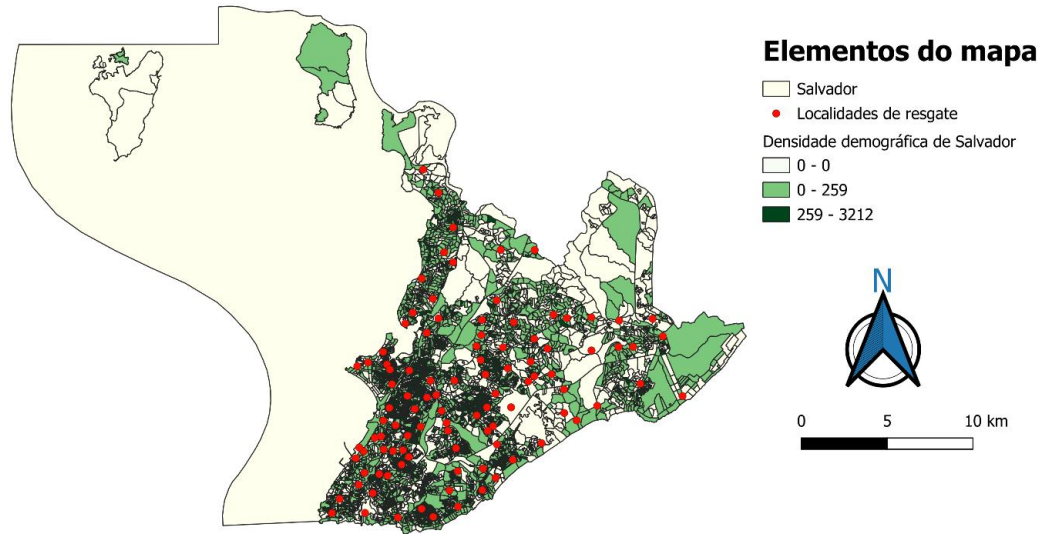 Elementos do mapa
Salvador
Localidades de resgate
Densidade demográfica de Salvador
0 - 0
0 - 259
259 - 3212
N
0 5 10 km